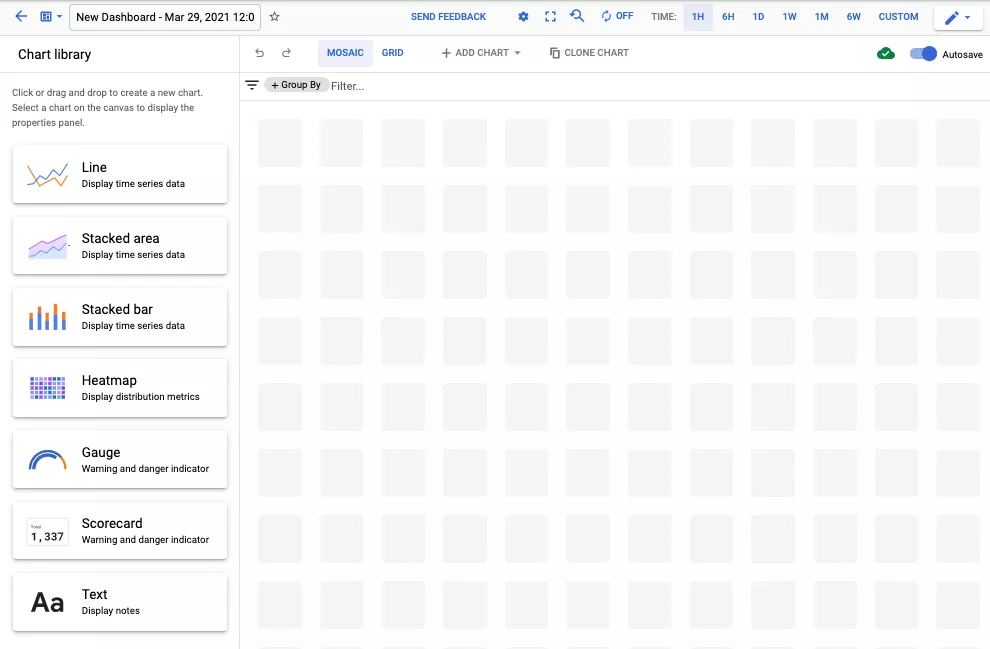 New Dashboard - Mar 29, 2021 12:0
SEND FEEDBACK
OFF
TIME:
1H
6H
1D
1W
1M
6W
CUSTOM
Chart library
MOSAIC
GRID
ADD CHART
CLONE CHART
Autosave
+ Group By
Filter...
Click or drag and drop to create a new chart.
Select a chart on the canvas to display the
properties panel.
Line
Display time series data
Stacked area
Display time series data
Stacked bar
Display time series data
Heatmap
Display distribution metrics
Gauge
Warning and danger indicator
Total
1,337
Scorecard
Warning and danger indicator
Aa
Text
Display notes